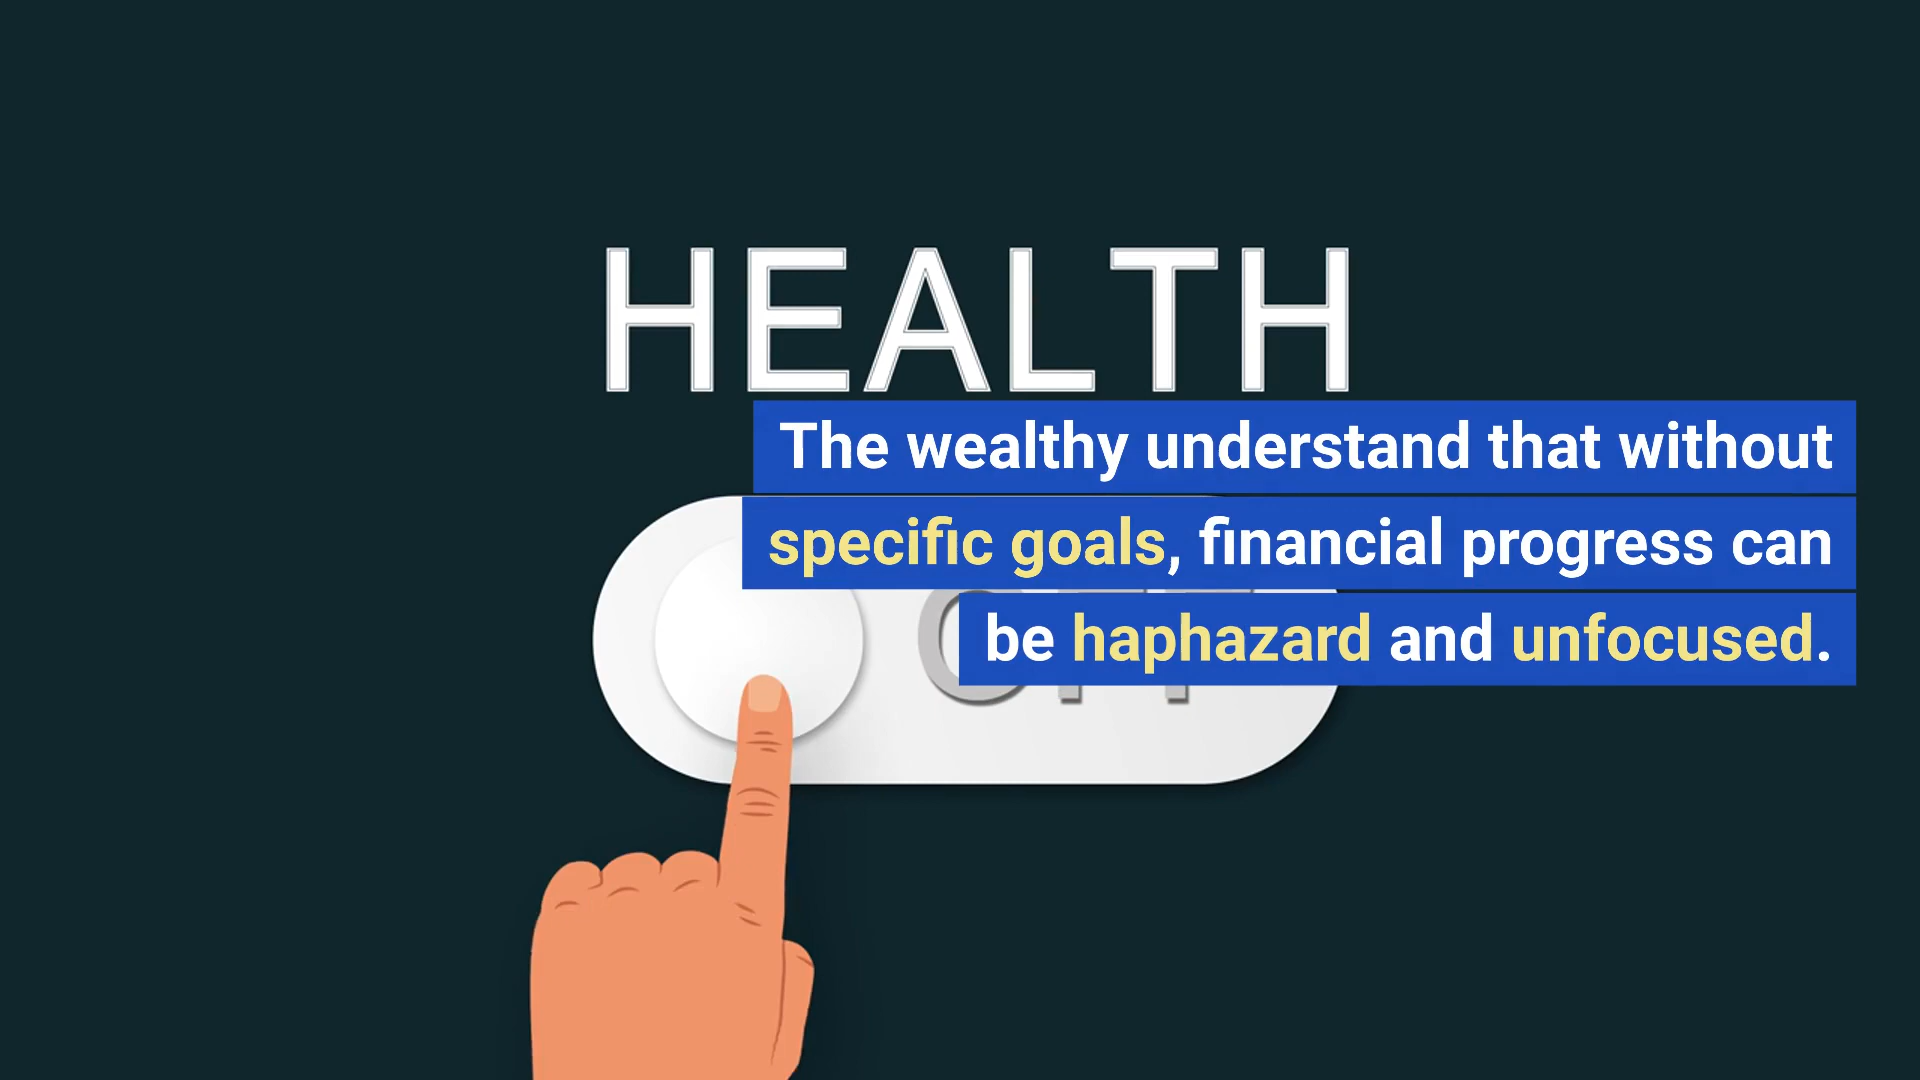 HEALTH
The wealthy understand that without
specific goals, financial progress can
be haphazard and unfocused.